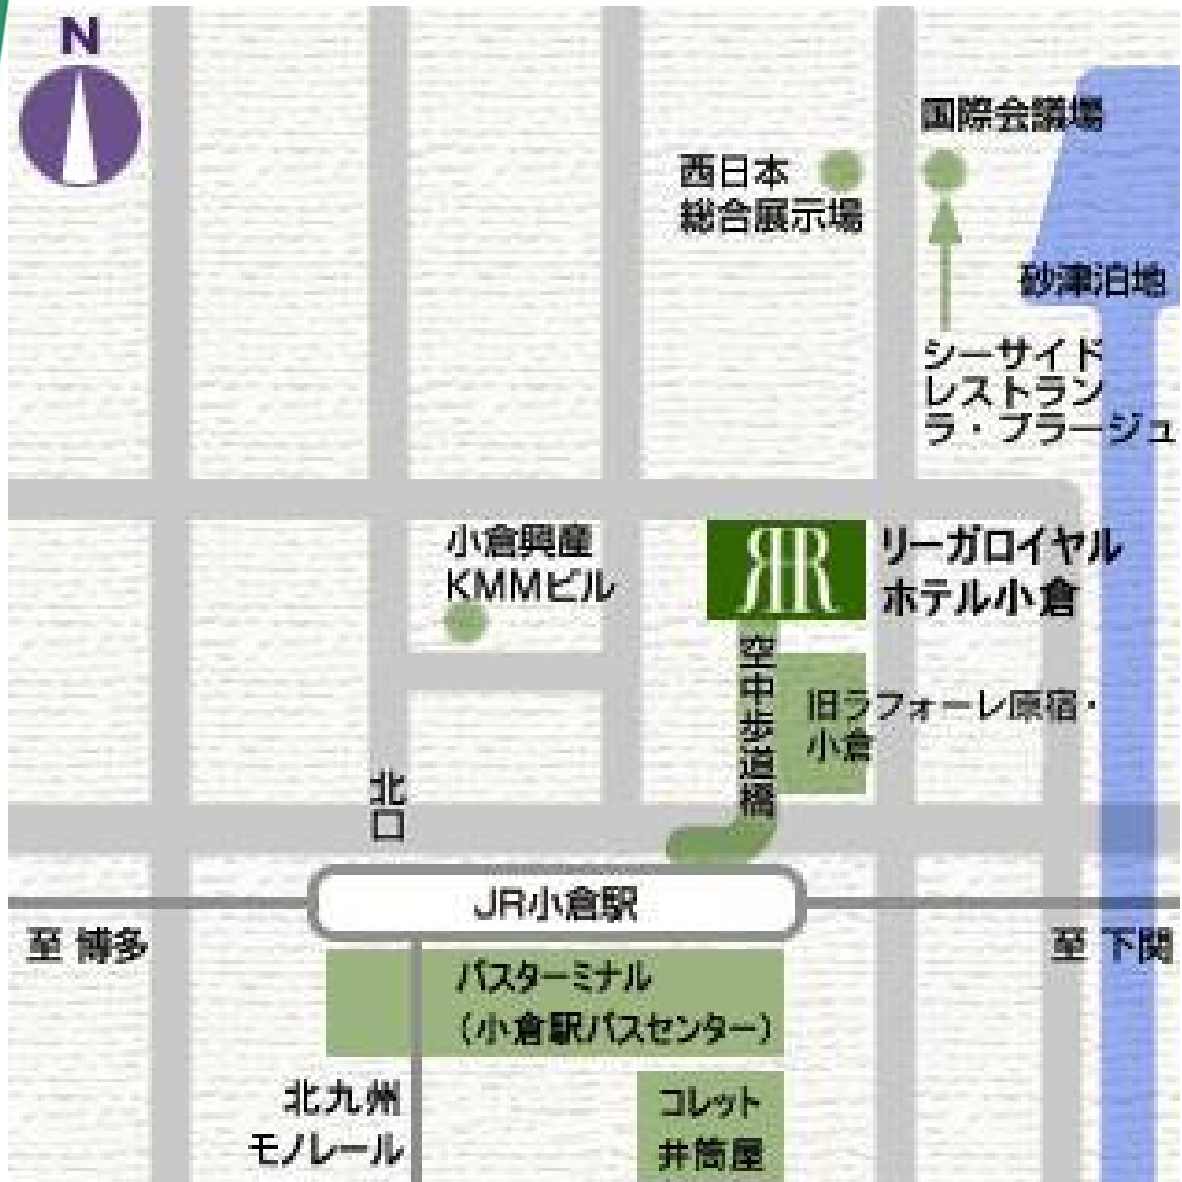 N
国際会議場
西日本
総合展示場
砂津泊地
シーサイド
レストラン
ラ・プラージュ
小倉興産
KMMビル
RHR
リーガロイヤル
ホテル小倉
空中歩道橋
旧ラフォーレ原宿・
小倉
北口
JR小倉駅
至 博多
至 下関
バスターミナル
(小倉駅バスセンター)
北九州
モノレール
コレット
井筒屋